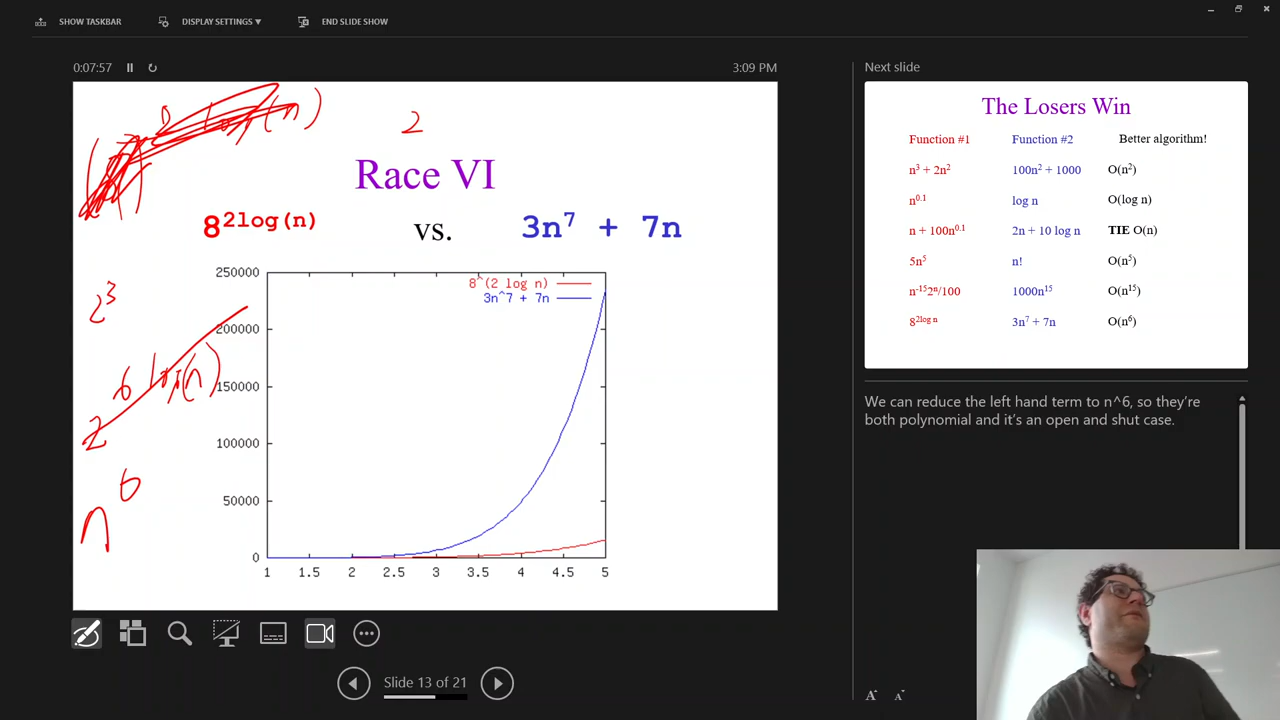 SHOW TASKBAR
DISPLAY SETTINGS ▼
END SLIDE SHOW
0:07:57
3:09 PM
log(n)
2
Race VI
8^2log(n) vs. 3n^7 + 7n
2^3
2^6 log(n)
n^6
250000
200000
150000
100000
50000
0
8^(2 log n)
3n^7 + 7n
1 1.5 2 2.5 3 3.5 4 4.5 5
Slide 13 of 21
Next slide
The Losers Win
Function #1 Function #2 Better algorithm!
n^3 + 2n^2 100n^2 + 1000 O(n^2)
n^0.1 log n O(log n)
n + 100n^0.1 2n + 10 log n TIE O(n)
5n^5 n! O(n^5)
n^-15 2^n/100 1000n^15 O(n^15)
8^2log n 3n^7 + 7n O(n^6)
We can reduce the left hand term to n^6, so they're
both polynomial and it's an open and shut case.
A A